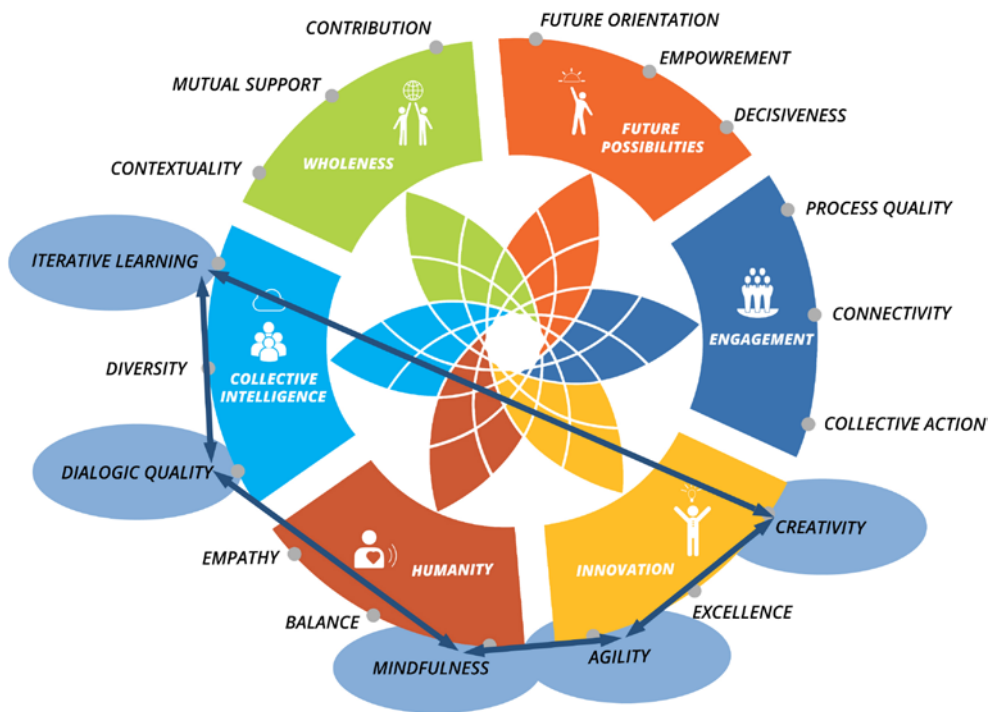 FUTURE ORIENTATION
CONTRIBUTION
EMPOWREMENT
MUTUAL SUPPORT
DECISIVENESS
FUTURE
POSSIBILITIES
WHOLENESS
CONTEXTUALITY
PROCESS QUALITY
ITERATIVE LEARNING
CONNECTIVITY
ENGAGEMENT
DIVERSITY
COLLECTIVE
INTELLIGENCE
COLLECTIVE ACTION
DIALOGIC QUALITY
CREATIVITY
EMPATHY
HUMANITY
INNOVATION
EXCELLENCE
BALANCE
AGILITY
MINDFULNESS